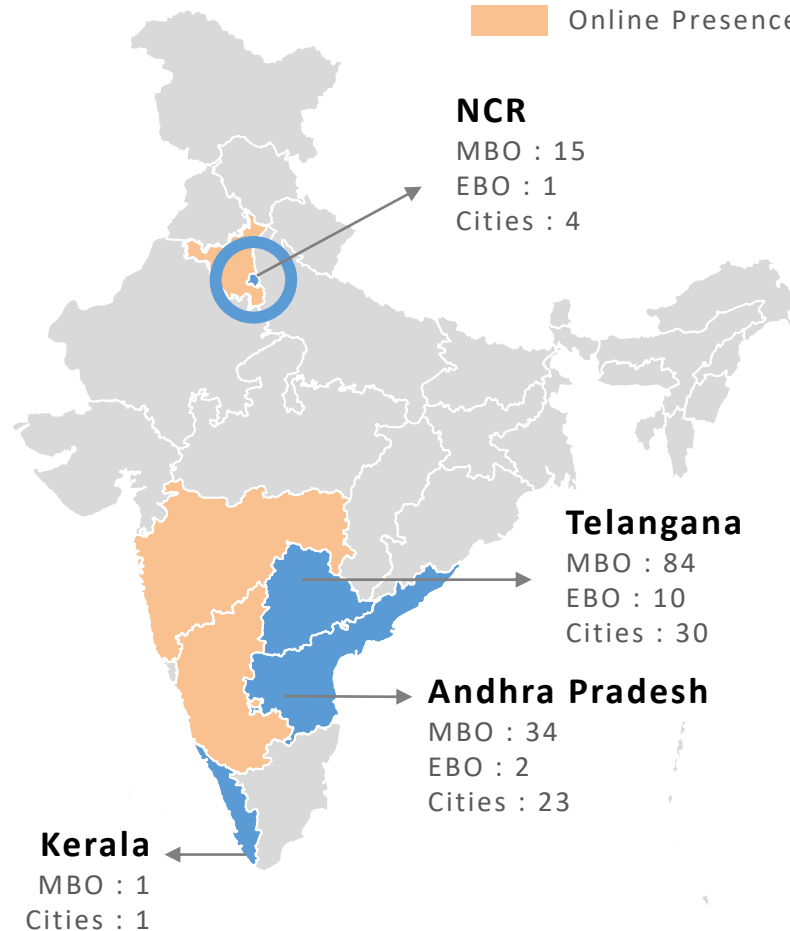 Online Presence
NCR
MBO : 15
EBO : 1
Cities : 4
Telangana
MBO : 84
EBO : 10
Cities : 30
Andhra Pradesh
MBO : 34
EBO : 2
Cities : 23
Kerala
MBO : 1
Cities : 1